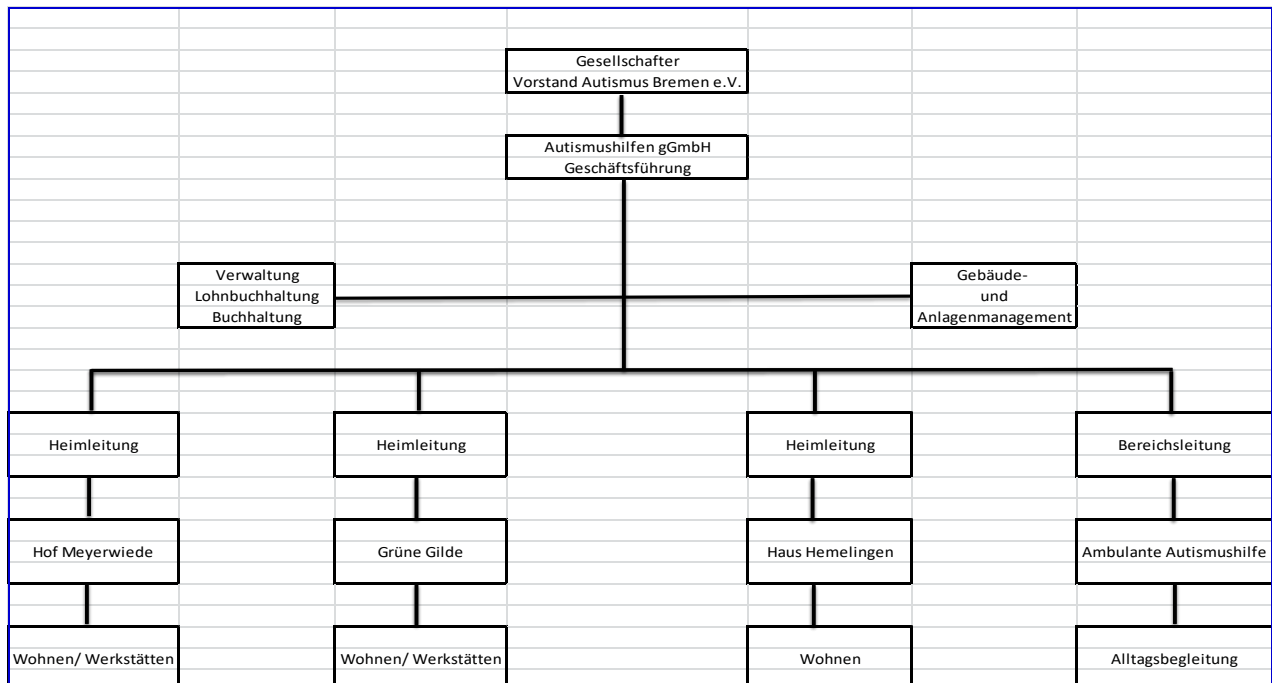 Gesellschafter
Vorstand Autismus Bremen e.V.
Autismushilfen gGmbH
Geschäftsführung
Verwaltung
Lohnbuchhaltung
Buchhaltung
Gebäude-
und
Anlagenmanagement
Heimleitung
Heimleitung
Heimleitung
Bereichsleitung
Hof Meyerwiede
Grüne Gilde
Haus Hemelingen
Ambulante Autismushilfe
Wohnen/ Werkstätten
Wohnen/ Werkstätten
Wohnen
Alltagsbegleitung